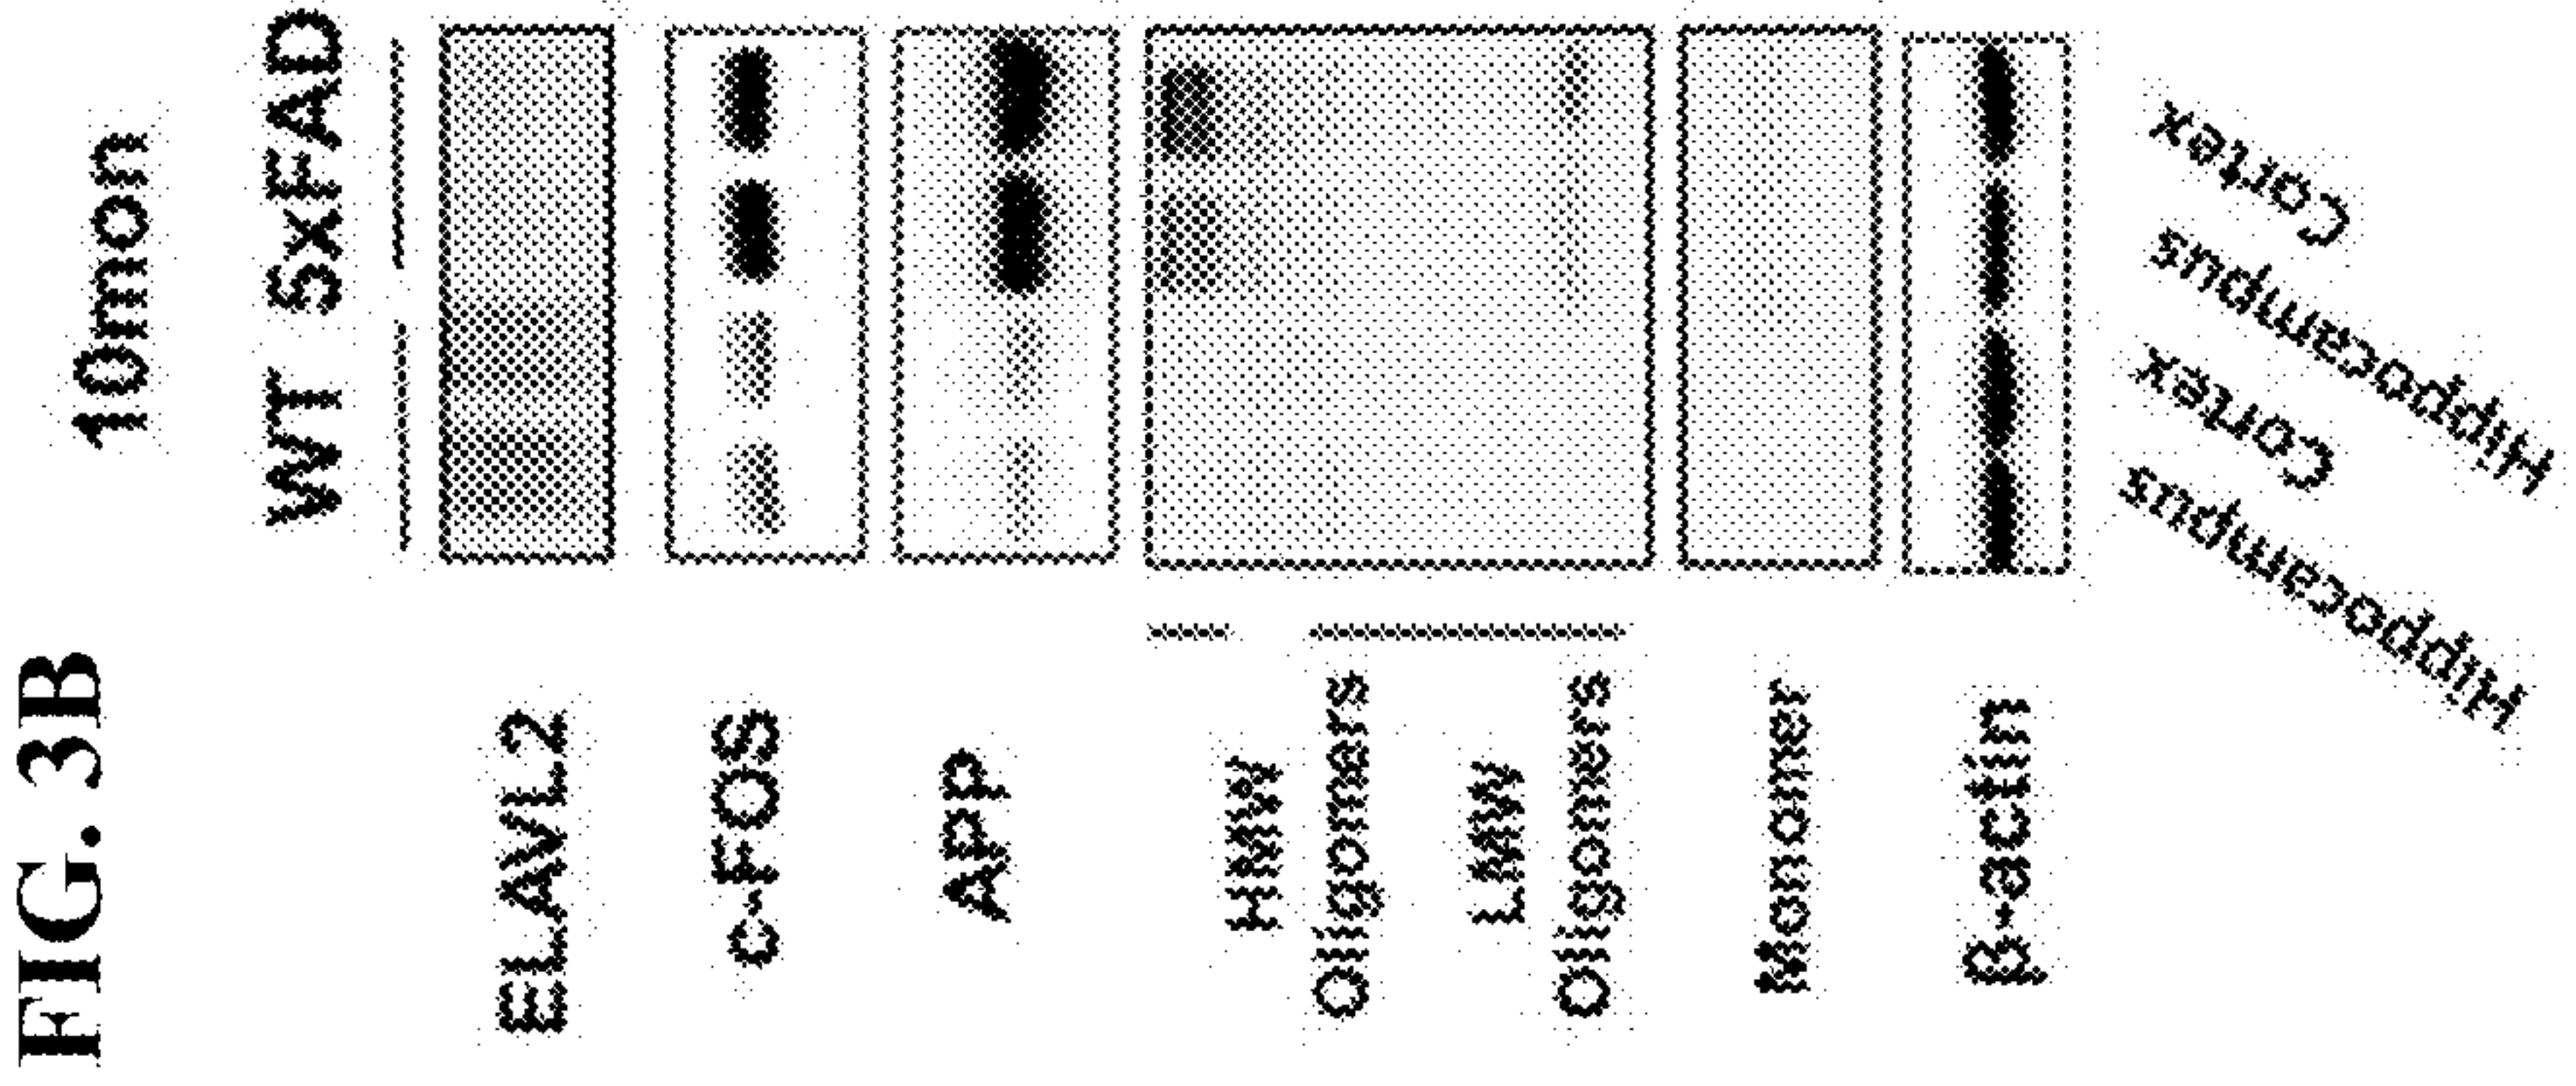 FIG. 3B
10mon
WT 5xFAD
ELAVL2
c-FOS
APP
HMW
Oligomers
LMW
Oligomers
Monomer
β-actin
Hippocampus
Cortex
Hippocampus
Cortex